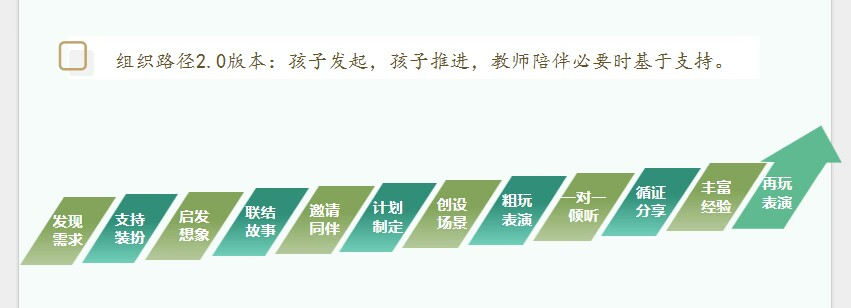 组织路径2.0版本：孩子发起，孩子推进，教师陪伴必要时基于支持。
发现
需求
支持
装扮
启发
想象
联结
故事
邀请
同伴
计划
制定
创设
场景
粗玩
表演
一对一
倾听
循证
分享
丰富
经验
再玩
表演